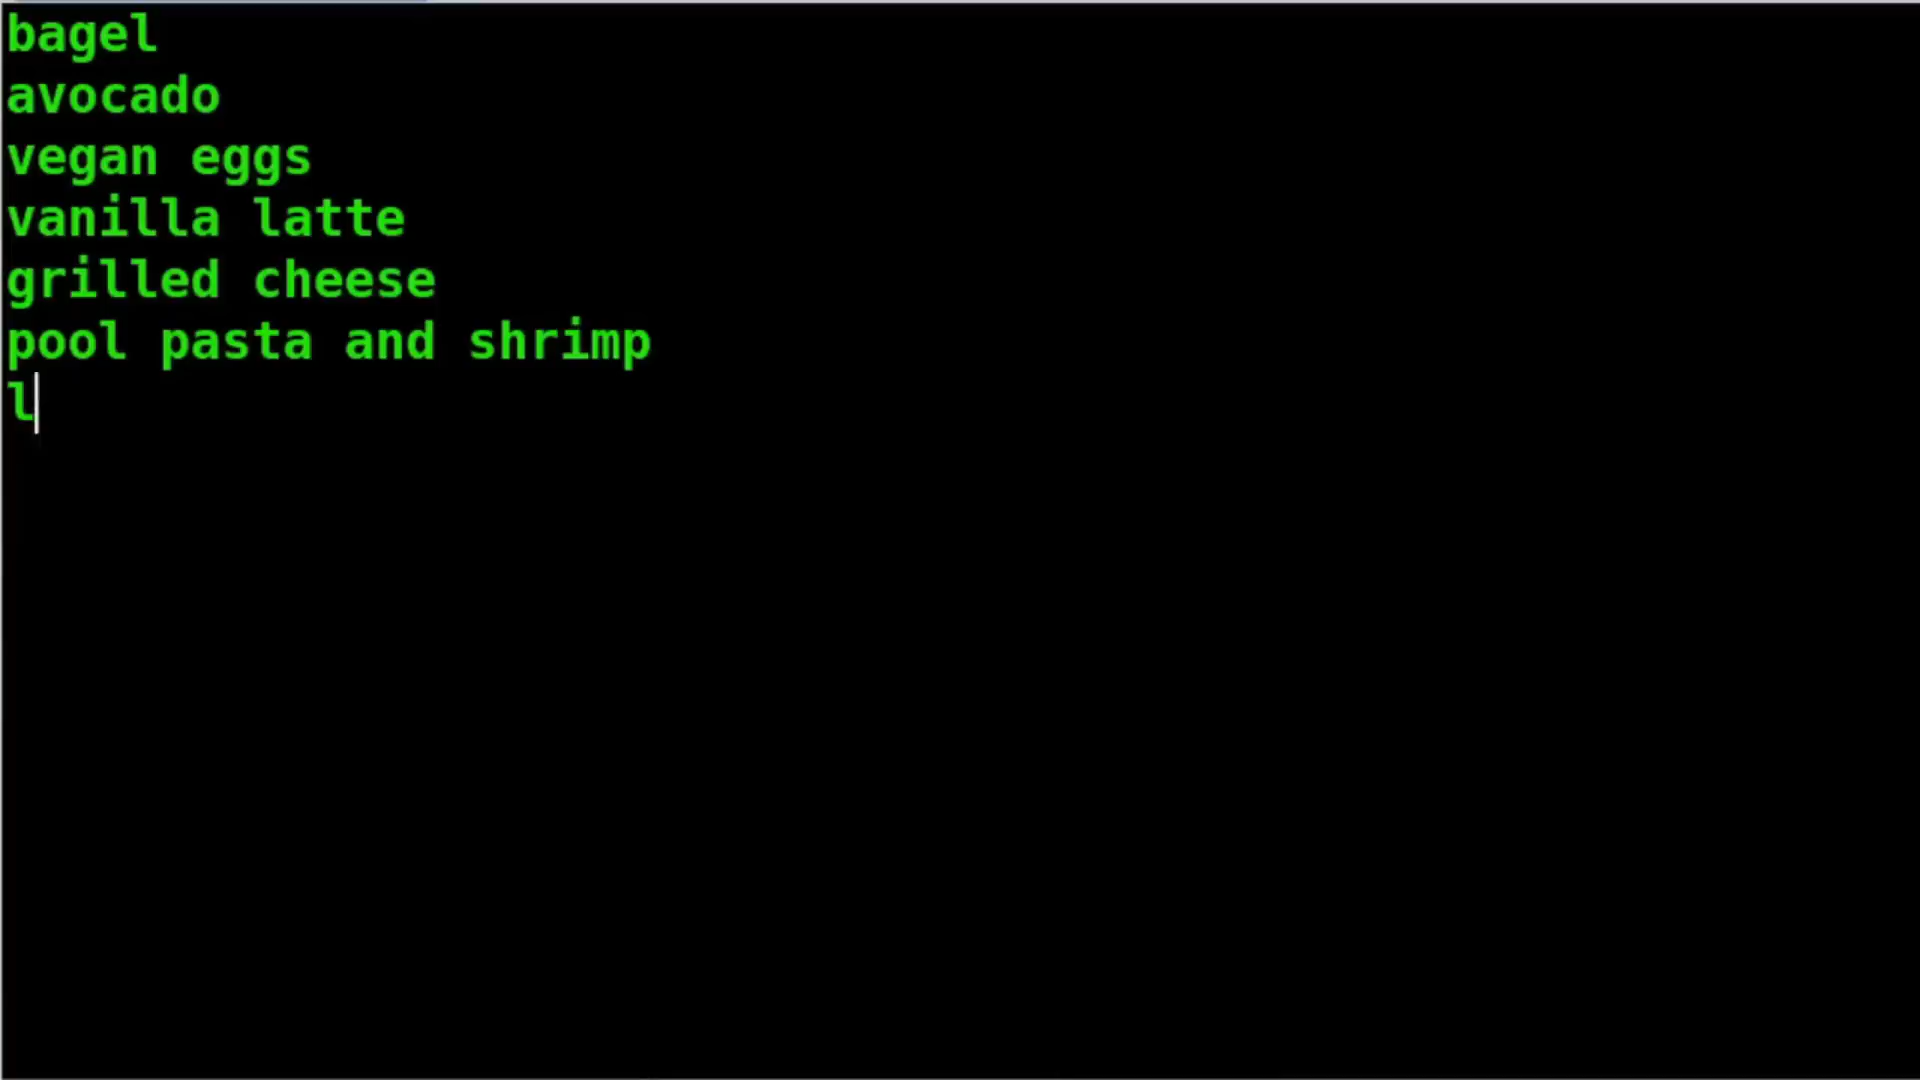 bagel
avocado
vegan eggs
vanilla latte
grilled cheese
pool pasta and shrimp
l